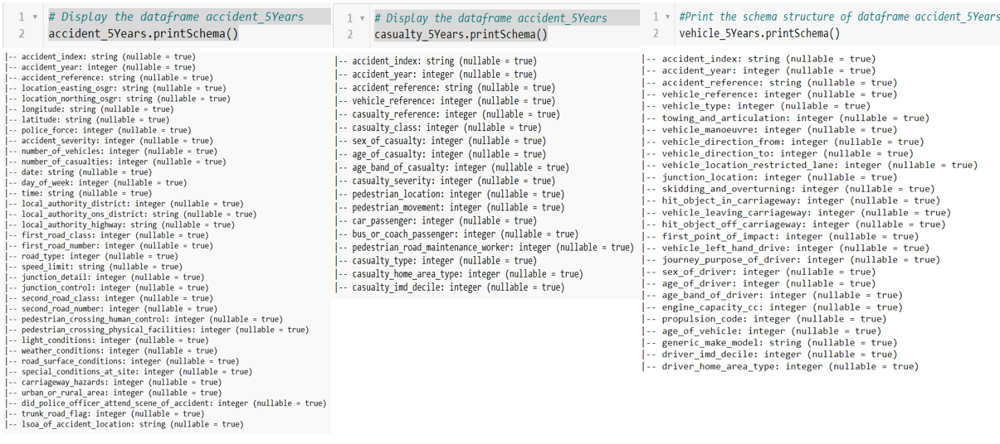 1 ▾ # Display the dataframe accident_5Years
2 accident_5Years.printSchema()
|-- accident_index: string (nullable = true)
|-- accident_year: integer (nullable = true)
|-- accident_reference: string (nullable = true)
|-- location_easting_osgr: string (nullable = true)
|-- location_northing_osgr: string (nullable = true)
|-- longitude: string (nullable = true)
|-- latitude: string (nullable = true)
|-- police_force: integer (nullable = true)
|-- accident_severity: integer (nullable = true)
|-- number_of_vehicles: integer (nullable = true)
|-- number_of_casualties: integer (nullable = true)
|-- date: string (nullable = true)
|-- day_of_week: integer (nullable = true)
|-- time: string (nullable = true)
|-- local_authority_district: integer (nullable = true)
|-- local_authority_ons_district: string (nullable = true)
|-- local_authority_highway: string (nullable = true)
|-- first_road_class: integer (nullable = true)
|-- first_road_number: integer (nullable = true)
|-- road_type: integer (nullable = true)
|-- speed_limit: string (nullable = true)
|-- junction_detail: integer (nullable = true)
|-- junction_control: integer (nullable = true)
|-- second_road_class: integer (nullable = true)
|-- second_road_number: integer (nullable = true)
|-- pedestrian_crossing_human_control: integer (nullable = true)
|-- pedestrian_crossing_physical_facilities: integer (nullable = true)
|-- light_conditions: integer (nullable = true)
|-- weather_conditions: integer (nullable = true)
|-- road_surface_conditions: integer (nullable = true)
|-- special_conditions_at_site: integer (nullable = true)
|-- carriageway_hazards: integer (nullable = true)
|-- urban_or_rural_area: integer (nullable = true)
|-- did_police_officer_attend_scene_of_accident: integer (nullable = true)
|-- trunk_road_flag: integer (nullable = true)
|-- lsoa_of_accident_location: string (nullable = true)
1 ▾ # Display the dataframe accident_5Years
2 casualty_5Years.printSchema()
|-- accident_index: string (nullable = true)
|-- accident_year: integer (nullable = true)
|-- accident_reference: string (nullable = true)
|-- vehicle_reference: integer (nullable = true)
|-- casualty_reference: integer (nullable = true)
|-- casualty_class: integer (nullable = true)
|-- sex_of_casualty: integer (nullable = true)
|-- age_of_casualty: integer (nullable = true)
|-- age_band_of_casualty: integer (nullable = true)
|-- casualty_severity: integer (nullable = true)
|-- pedestrian_location: integer (nullable = true)
|-- pedestrian_movement: integer (nullable = true)
|-- car_passenger: integer (nullable = true)
|-- bus_or_coach_passenger: integer (nullable = true)
|-- pedestrian_road_maintenance_worker: integer (nullable = true)
|-- casualty_type: integer (nullable = true)
|-- casualty_home_area_type: integer (nullable = true)
|-- casualty_imd_decile: integer (nullable = true)
1 ▾ #Print the schema structure of dataframe accident_5Years
2 vehicle_5Years.printSchema()
|-- accident_index: string (nullable = true)
|-- accident_year: integer (nullable = true)
|-- accident_reference: string (nullable = true)
|-- vehicle_reference: integer (nullable = true)
|-- vehicle_type: integer (nullable = true)
|-- towing_and_articulation: integer (nullable = true)
|-- vehicle_manoeuvre: integer (nullable = true)
|-- vehicle_direction_from: integer (nullable = true)
|-- vehicle_direction_to: integer (nullable = true)
|-- vehicle_location_restricted_lane: integer (nullable = true)
|-- junction_location: integer (nullable = true)
|-- skidding_and_overturning: integer (nullable = true)
|-- hit_object_in_carriageway: integer (nullable = true)
|-- vehicle_leaving_carriageway: integer (nullable = true)
|-- hit_object_off_carriageway: integer (nullable = true)
|-- first_point_of_impact: integer (nullable = true)
|-- vehicle_left_hand_drive: integer (nullable = true)
|-- journey_purpose_of_driver: integer (nullable = true)
|-- sex_of_driver: integer (nullable = true)
|-- age_of_driver: integer (nullable = true)
|-- age_band_of_driver: integer (nullable = true)
|-- engine_capacity_cc: integer (nullable = true)
|-- propulsion_code: integer (nullable = true)
|-- age_of_vehicle: integer (nullable = true)
|-- generic_make_model: string (nullable = true)
|-- driver_imd_decile: integer (nullable = true)
|-- driver_home_area_type: integer (nullable = true)